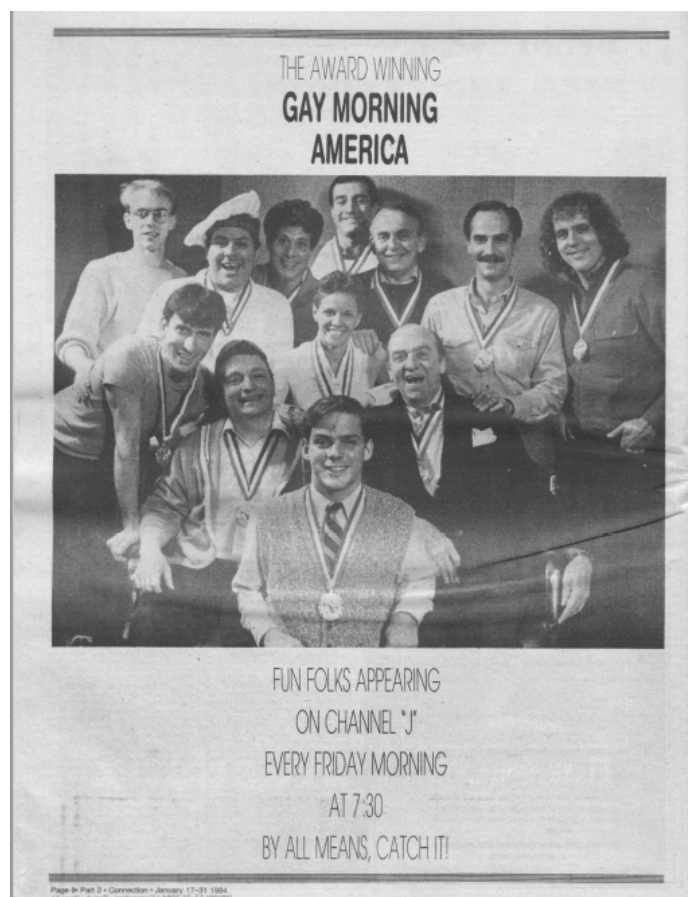 THE AWARD WINNING
GAY MORNING
AMERICA
FUN FOLKS APPEARING
ON CHANNEL "J"
EVERY FRIDAY MORNING
AT 7:30
BY ALL MEANS, CATCH IT!
Page 8• Part 2 • Connection • January 17–31 1984